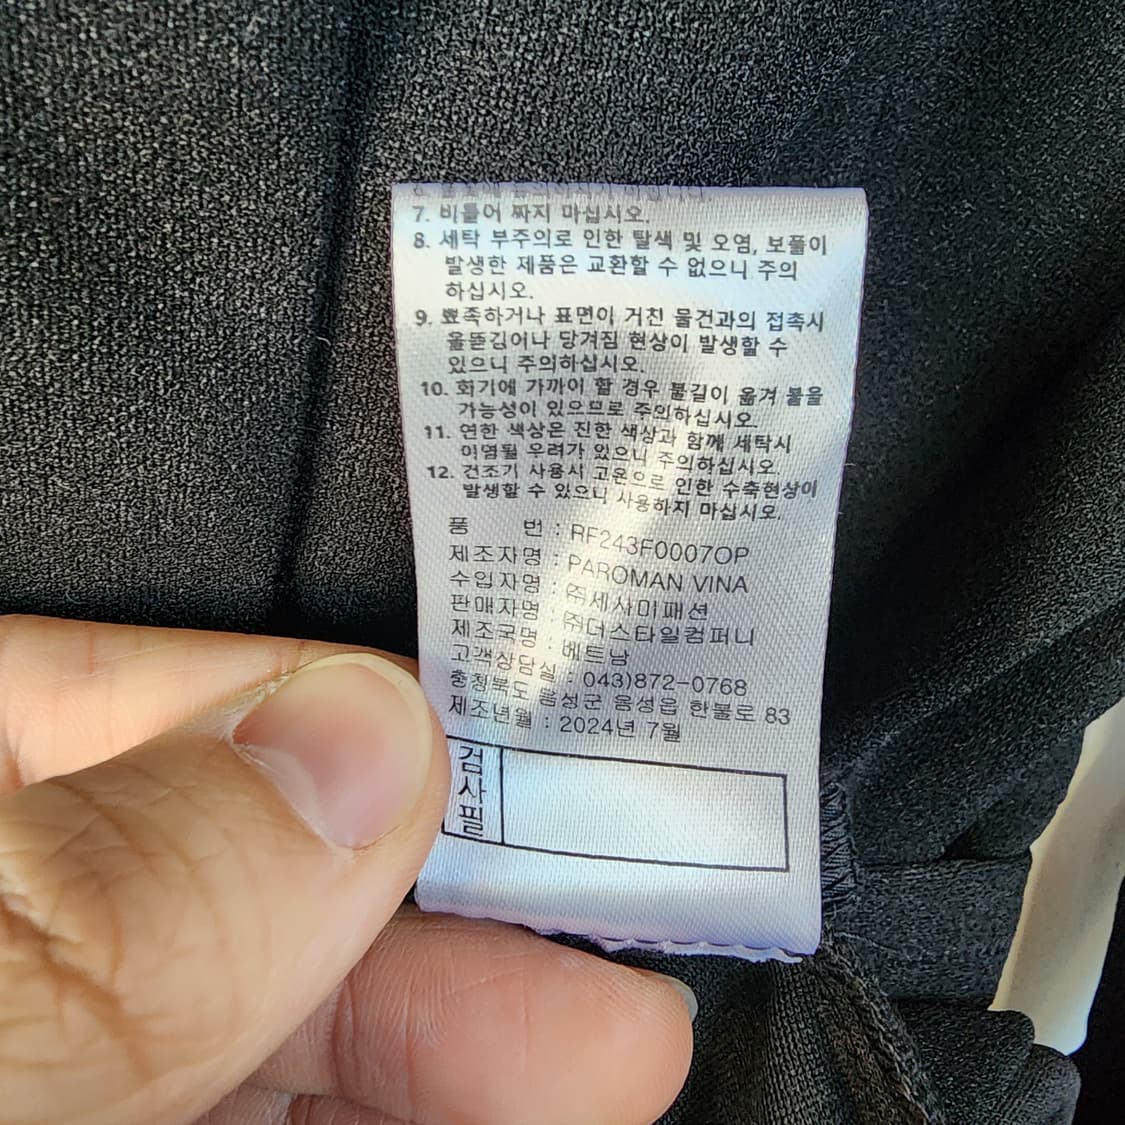 7. 비틀어 짜지 마십시오.
8. 세탁 부주의로 인한 탈색 및 오염, 보풀이
발생한 제품은 교환할 수 없으니 주의
하십시오.
9. 뾰족하거나 표면이 거친 물건과의 접촉시
올뜯김이나 당겨짐 현상이 발생할 수
있으니 주의하십시오.
10. 화기에 가까이 할 경우 불길이 옮겨 붙을
가능성이 있으므로 주의하십시오.
11. 연한 색상은 진한 색상과 함께 세탁시
이염될 우려가 있으니 주의하십시오.
12. 건조기 사용시 고온으로 인한 수축현상이
발생할 수 있으니 사용하지 마십시오.
품 번 : RF243F0007OP
제조자명 : PAROMAN VINA
수입자명 : ㈜세사미패션
판매자명 : ㈜더스타일컴퍼니
제조국명 : 베트남
고객상담실 : 043)872-0768
충청북도 음성군 음성읍 한불로 83
제조년월 : 2024년 7월
검사필